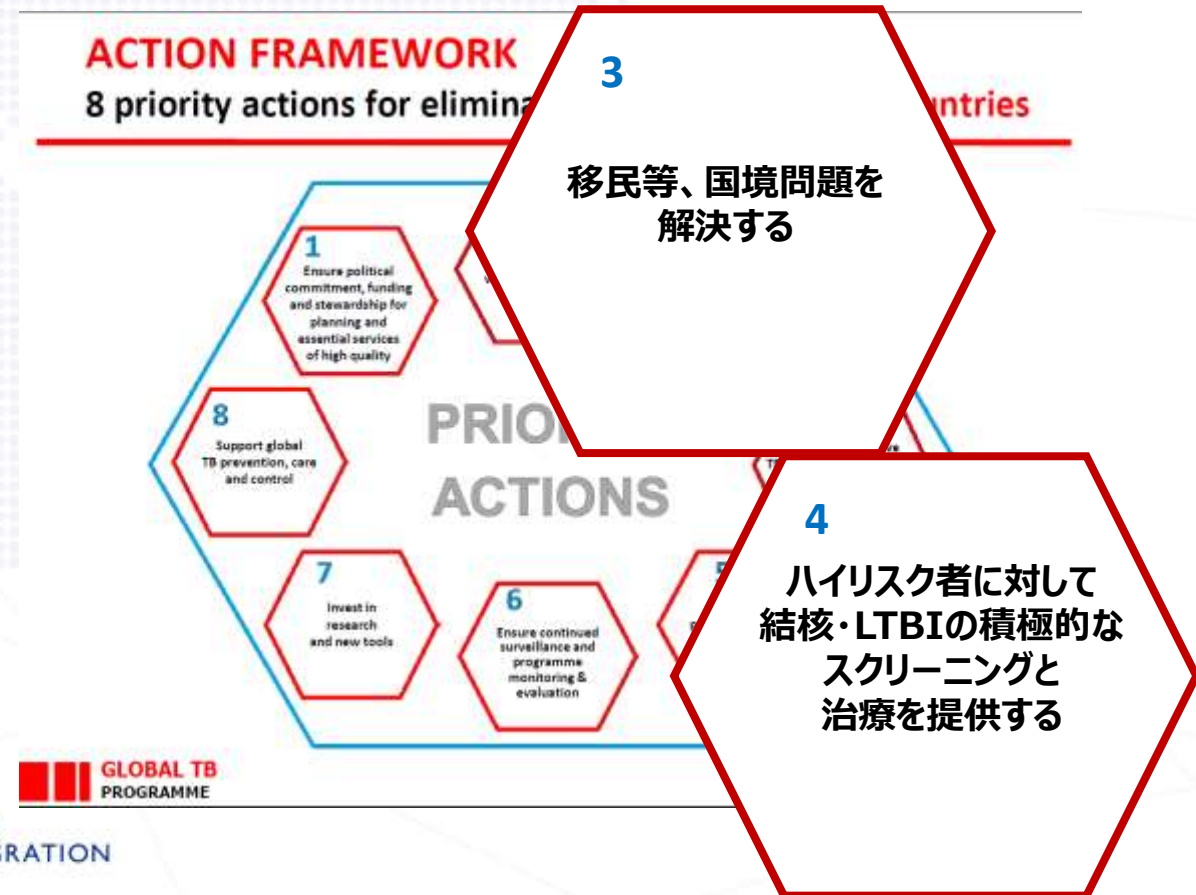 ACTION FRAMEWORK
8 priority actions for
3
移民等、国境問題を
解決する
1
Ensure political
commitment, funding
and stewardship for
planning and
essential services
of high quality
8
Support global
TB prevention, care
and control
ACTIONS
4
ハイリスク者に対して
結核・LTBIの積極的な
スクリーニングと
治療を提供する
7
Invest in
research
and new tools
6
Ensure continued
surveillance and
programme
monitoring &
evaluation
GLOBAL TB
PROGRAMME